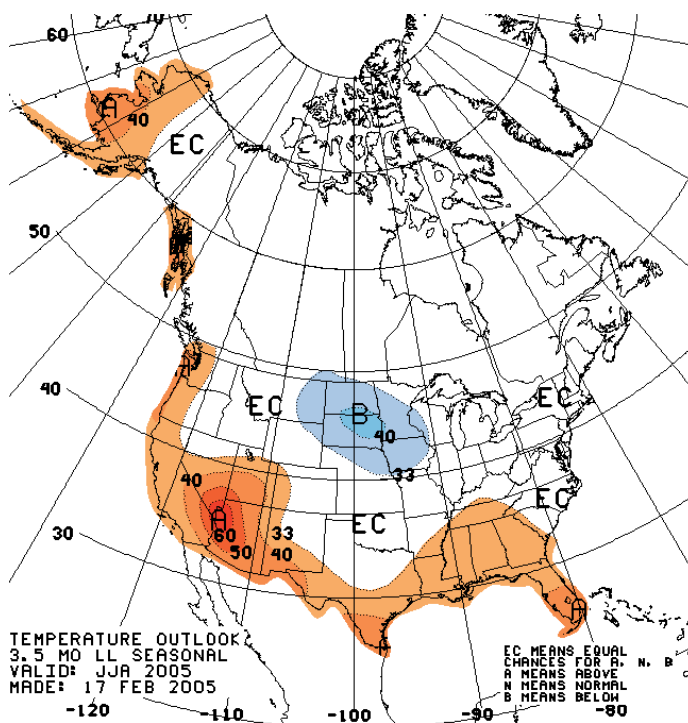 60
70
A
40
EC
50
A
40
EC
B
40
EC
33
40
EC
A
60
33
50
40
EC
30
A
A
TEMPERATURE OUTLOOK
3.5 MO LL SEASONAL
VALID: JJA 2005
MADE: 17 FEB 2005
EC MEANS EQUAL
CHANCES FOR A, N, B
A MEANS ABOVE
N MEANS NORMAL
B MEANS BELOW
-120
-110
-100
-90
-80